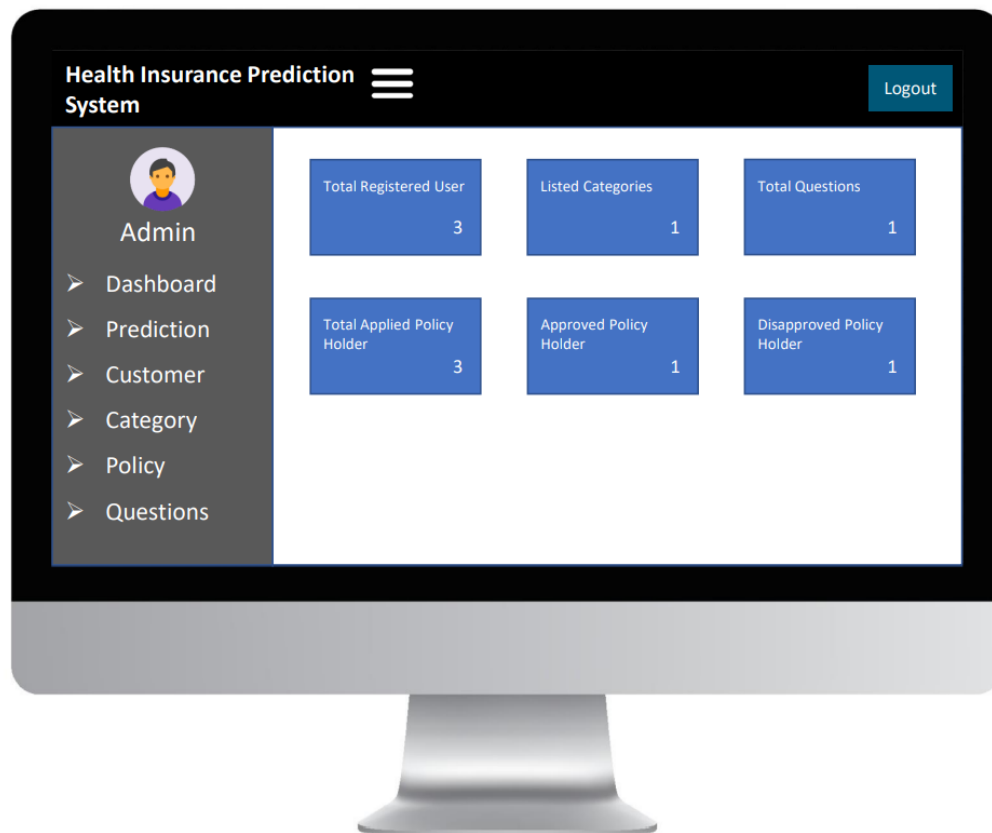 Health Insurance Prediction
System
Logout
Admin
Dashboard
Prediction
Customer
Category
Policy
Questions
Total Registered User
3
Listed Categories
1
Total Questions
1
Total Applied Policy
Holder
3
Approved Policy
Holder
1
Disapproved Policy
Holder
1